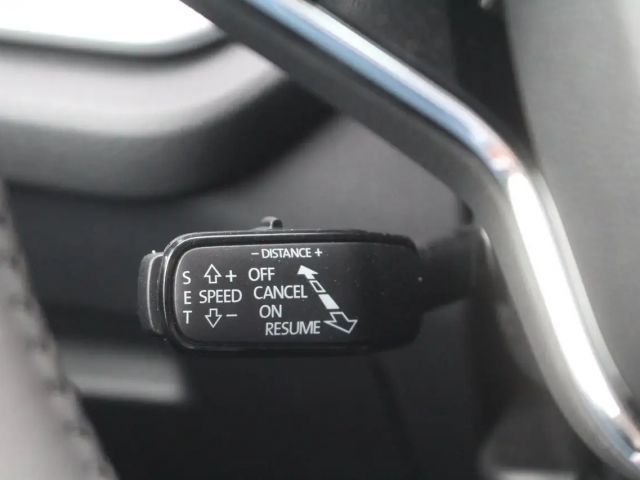 - DISTANCE +
S + OFF
E SPEED CANCEL
T - ON
RESUME